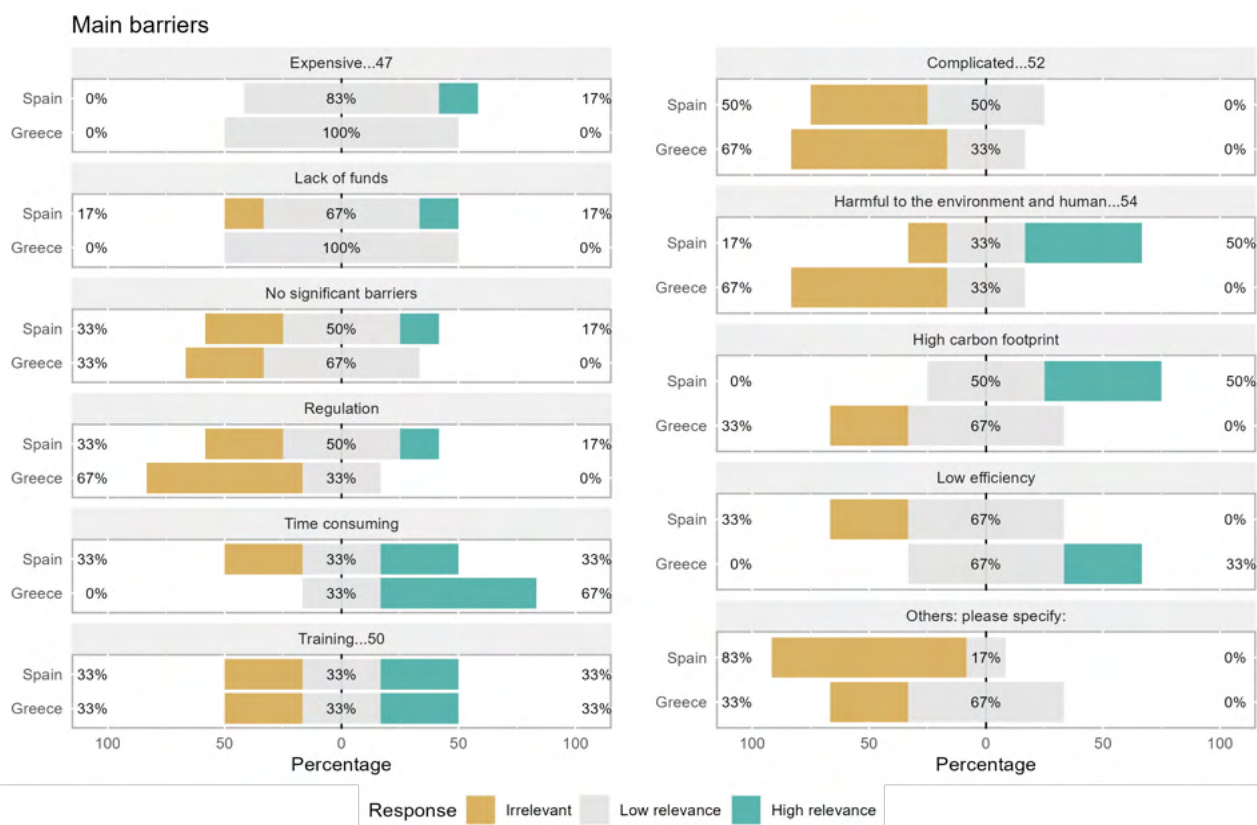 Main barriers
Expensive...47
Spain 0% 83% 17%
Greece 0% 100% 0%
Lack of funds
Spain 17% 67% 17%
Greece 0% 100% 0%
No significant barriers
Spain 33% 50% 17%
Greece 33% 67% 0%
Regulation
Spain 33% 50% 17%
Greece 67% 33% 0%
Time consuming
Spain 33% 33% 33%
Greece 0% 33% 67%
Training...50
Spain 33% 33% 33%
Greece 33% 33% 33%
100 50 0 50 100
Percentage
Complicated...52
Spain 50% 50% 0%
Greece 67% 33% 0%
Harmful to the environment and human...54
Spain 17% 33% 50%
Greece 67% 33% 0%
High carbon footprint
Spain 0% 50% 50%
Greece 33% 67% 0%
Low efficiency
Spain 33% 67% 0%
Greece 0% 67% 33%
Others: please specify:
Spain 83% 17% 0%
Greece 33% 67% 0%
100 50 0 50 100
Percentage
Response Irrelevant Low relevance High relevance